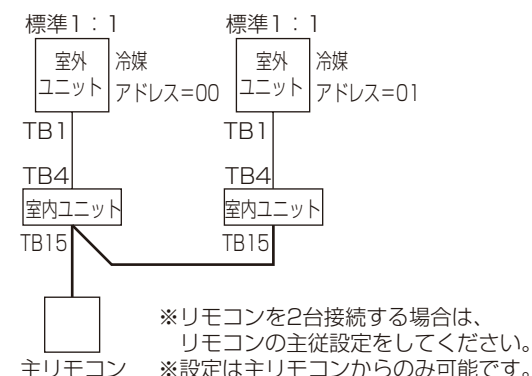 標準1：1
標準1：1
室外
ユニット
冷媒
アドレス=00
室外
ユニット
冷媒
アドレス=01
TB1
TB1
TB4
TB4
室内ユニット
室内ユニット
TB15
TB15
※リモコンを2台接続する場合は、
リモコンの主従設定をしてください。
主リモコン
※設定は主リモコンからのみ可能です。